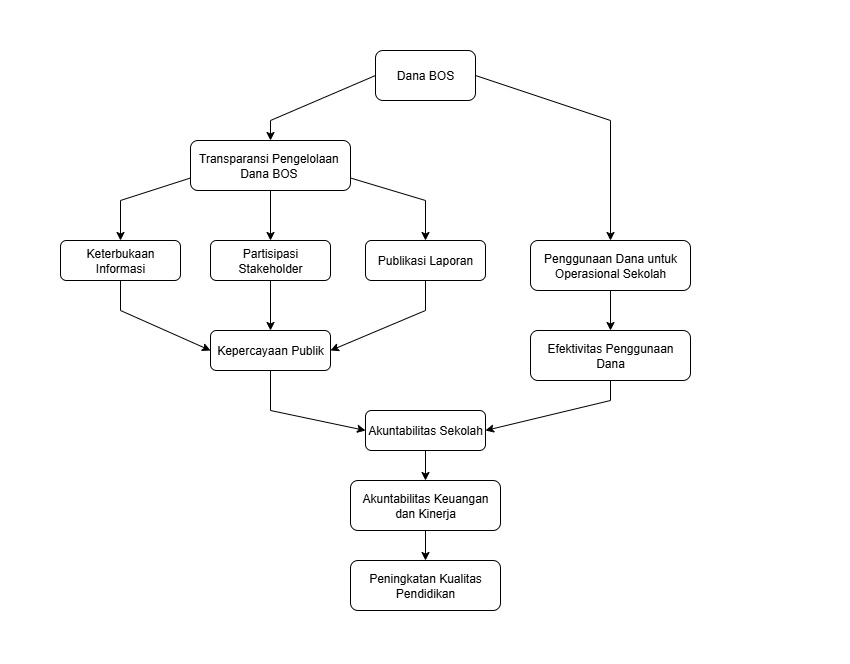 Dana BOS
Transparansi Pengelolaan
Dana BOS
Keterbukaan
Informasi
Partisipasi
Stakeholder
Publikasi Laporan
Penggunaan Dana untuk
Operasional Sekolah
Kepercayaan Publik
Efektivitas Penggunaan
Dana
Akuntabilitas Sekolah
Akuntabilitas Keuangan
dan Kinerja
Peningkatan Kualitas
Pendidikan